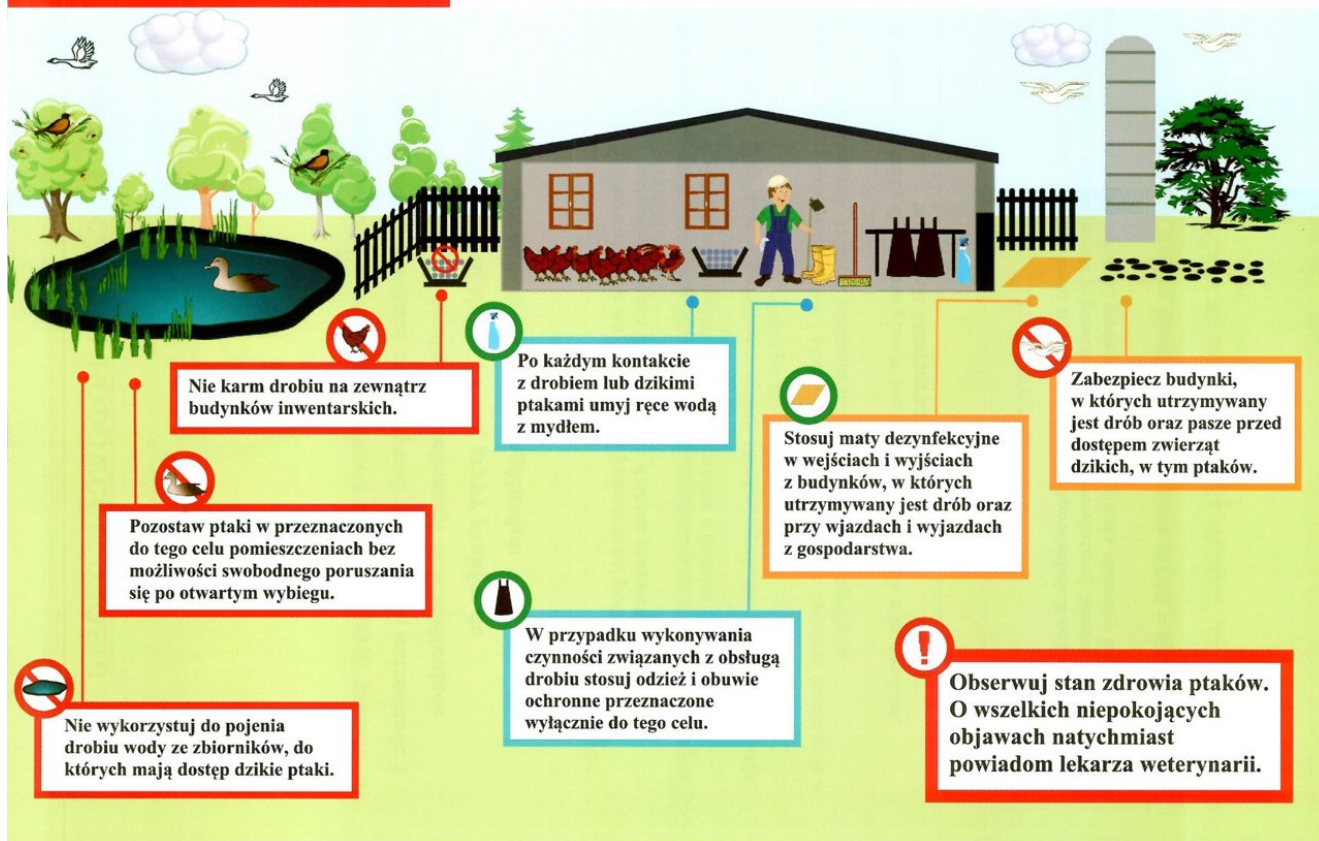 Nie karm drobiu na zewnątrz
budynków inwentarskich.
Po każdym kontakcie
z drobiem lub dzikimi
ptakami umyj ręce wodą
z mydłem.
Stosuj maty dezynfekcyjne
w wejściach i wyjściach
z budynków, w których
utrzymywany jest drób oraz
przy wjazdach i wyjazdach
z gospodarstwa.
Zabezpiecz budynki,
w których utrzymywany
jest drób oraz pasze przed
dostępem zwierząt
dzikich, w tym ptaków.
Pozostaw ptaki w przeznaczonych
do tego celu pomieszczeniach bez
możliwości swobodnego poruszania
się po otwartym wybiegu.
W przypadku wykonywania
czynności związanych z obsługą
drobiu stosuj odzież i obuwie
ochronne przeznaczone
wyłącznie do tego celu.
Nie wykorzystuj do pojenia
drobiu wody ze zbiorników, do
których mają dostęp dzikie ptaki.
Obserwuj stan zdrowia ptaków.
O wszelkich niepokojących
objawach natychmiast
powiadom lekarza weterynarii.